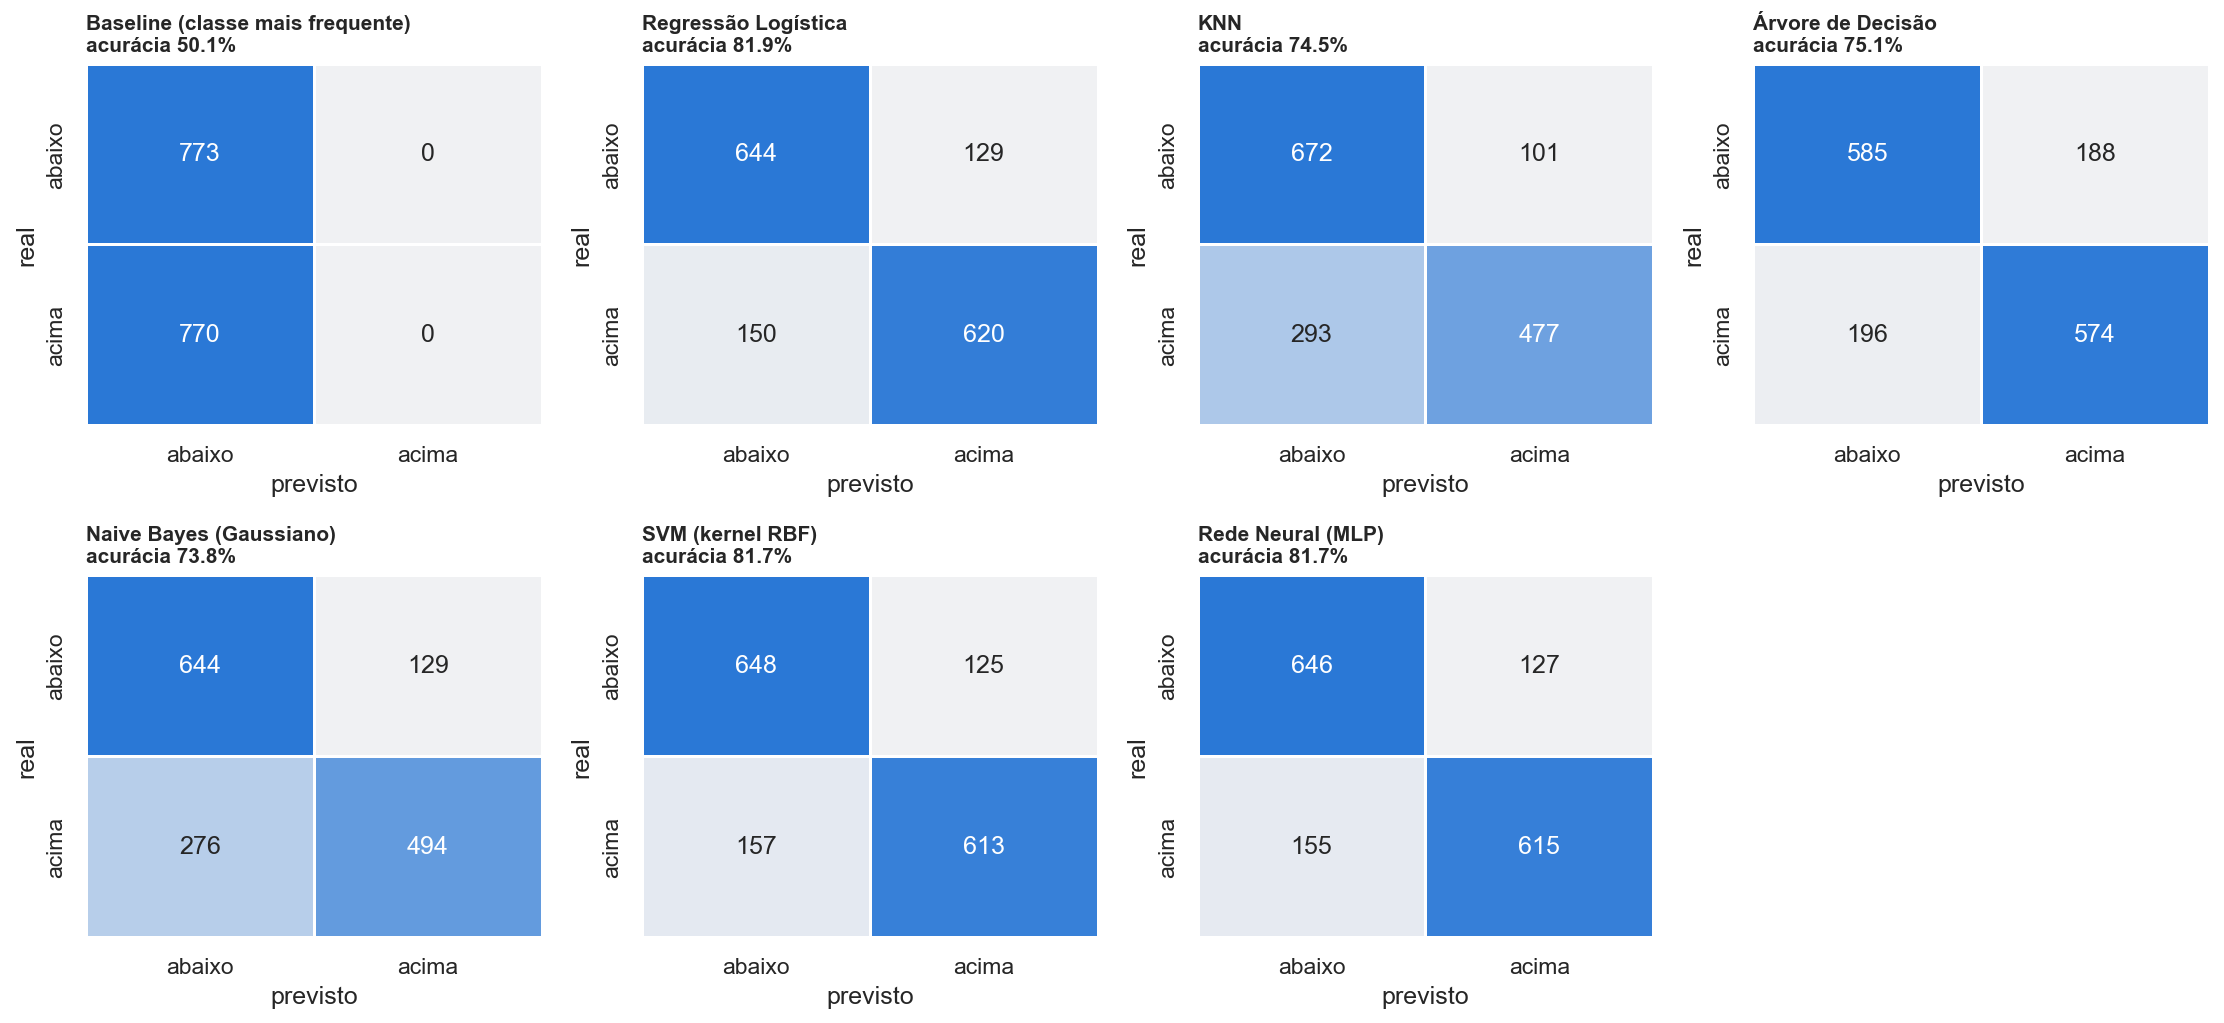 Baseline (classe mais frequente)
acurácia 50.1%
abaixo
773
0
real
acima
770
0
abaixo
acima
previsto
Regressão Logística
acurácia 81.9%
abaixo
644
129
real
acima
150
620
abaixo
acima
previsto
KNN
acurácia 74.5%
abaixo
672
101
real
acima
293
477
abaixo
acima
previsto
Árvore de Decisão
acurácia 75.1%
abaixo
585
188
real
acima
196
574
abaixo
acima
previsto
Naive Bayes (Gaussiano)
acurácia 73.8%
abaixo
644
129
real
acima
276
494
abaixo
acima
previsto
SVM (kernel RBF)
acurácia 81.7%
abaixo
648
125
real
acima
157
613
abaixo
acima
previsto
Rede Neural (MLP)
acurácia 81.7%
abaixo
646
127
real
acima
155
615
abaixo
acima
previsto